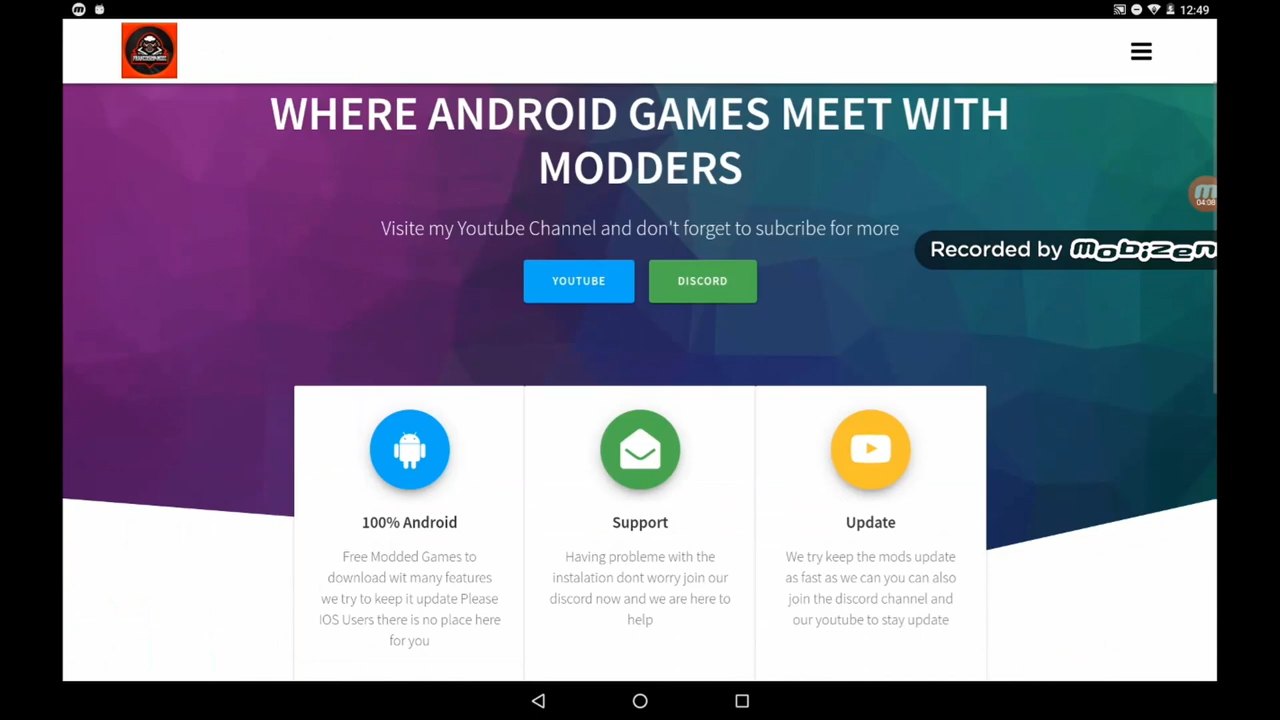 12:49
WHERE ANDROID GAMES MEET WITH
MODDERS
Visite my Youtube Channel and don't forget to subcribe for more
04:08
Recorded by mobizen
YOUTUBE
DISCORD
100% Android
Free Modded Games to
download wit many features
we try to keep it update Please
IOS Users there is no place here
for you
Support
Having probleme with the
instalation dont worry join our
discord now and we are here to
help
Update
We try keep the mods update
as fast as we can you can also
join the discord channel and
our youtube to stay update